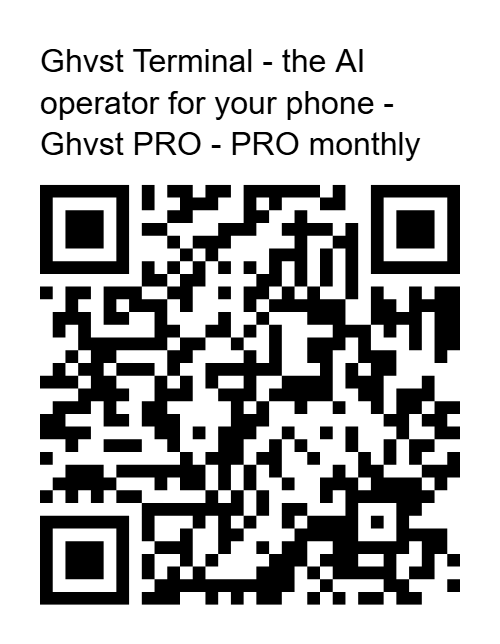 Ghvst Terminal - the AI
operator for your phone -
Ghvst PRO - PRO monthly